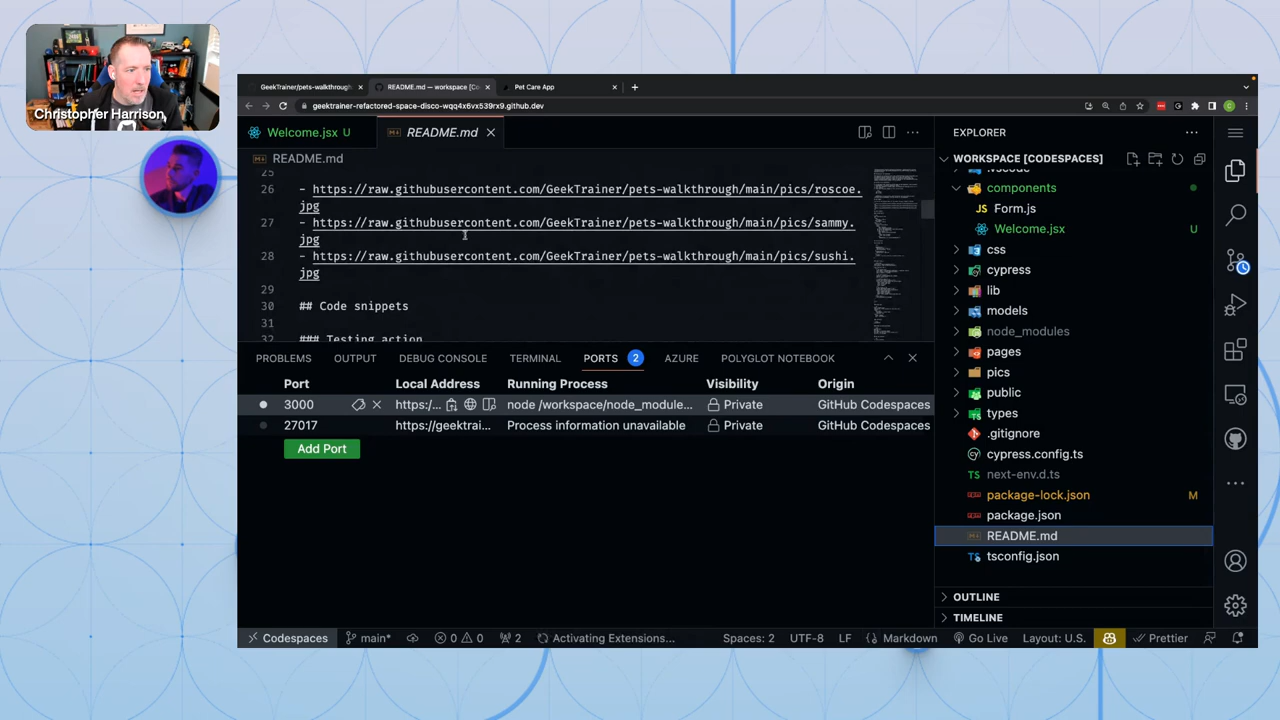 Christopher Harrison
GeekTrainer/pets-walkthrough
README.md — workspace [Co
Pet Care App
geektrainer-refactored-space-disco-wqq4x6vx539rx9.github.dev
Welcome.jsx U
README.md
README.md
25
26 - https://raw.githubusercontent.com/GeekTrainer/pets-walkthrough/main/pics/roscoe.
jpg
27 - https://raw.githubusercontent.com/GeekTrainer/pets-walkthrough/main/pics/sammy.
jpg
28 - https://raw.githubusercontent.com/GeekTrainer/pets-walkthrough/main/pics/sushi.
jpg
29
30 ## Code snippets
31
32 ### Testing action
PROBLEMS OUTPUT DEBUG CONSOLE TERMINAL PORTS 2 AZURE POLYGLOT NOTEBOOK
Port Local Address Running Process Visibility Origin
3000 https:/... node /workspace/node_module... Private GitHub Codespaces
27017 https://geektrai... Process information unavailable Private GitHub Codespaces
Add Port
EXPLORER
WORKSPACE [CODESPACES]
.vscode
components
Form.js
Welcome.jsx U
css
cypress
lib
models
node_modules
pages
pics
public
types
.gitignore
cypress.config.ts
next-env.d.ts
package-lock.json M
package.json
README.md
tsconfig.json
OUTLINE
TIMELINE
Codespaces main* 0 0 2 Activating Extensions... Spaces: 2 UTF-8 LF Markdown Go Live Layout: U.S. Prettier